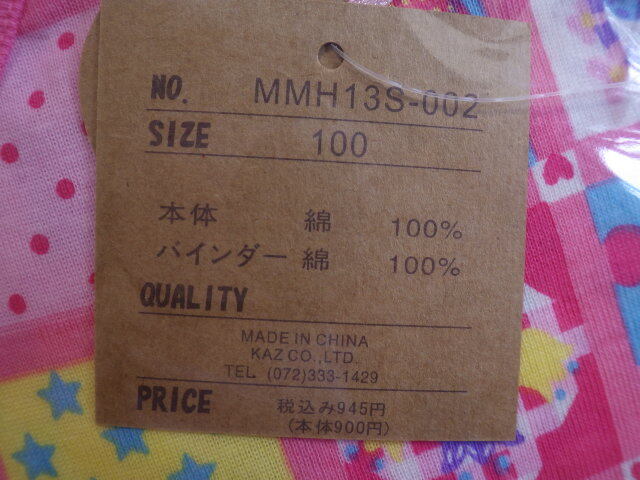 NO. MMH13S-002
SIZE 100
本体 綿 100%
バインダー 綿 100%
QUALITY
MADE IN CHINA
KAZ CO.,LTD.
TEL. (072)333-1429
PRICE 税込み945円
(本体900円)